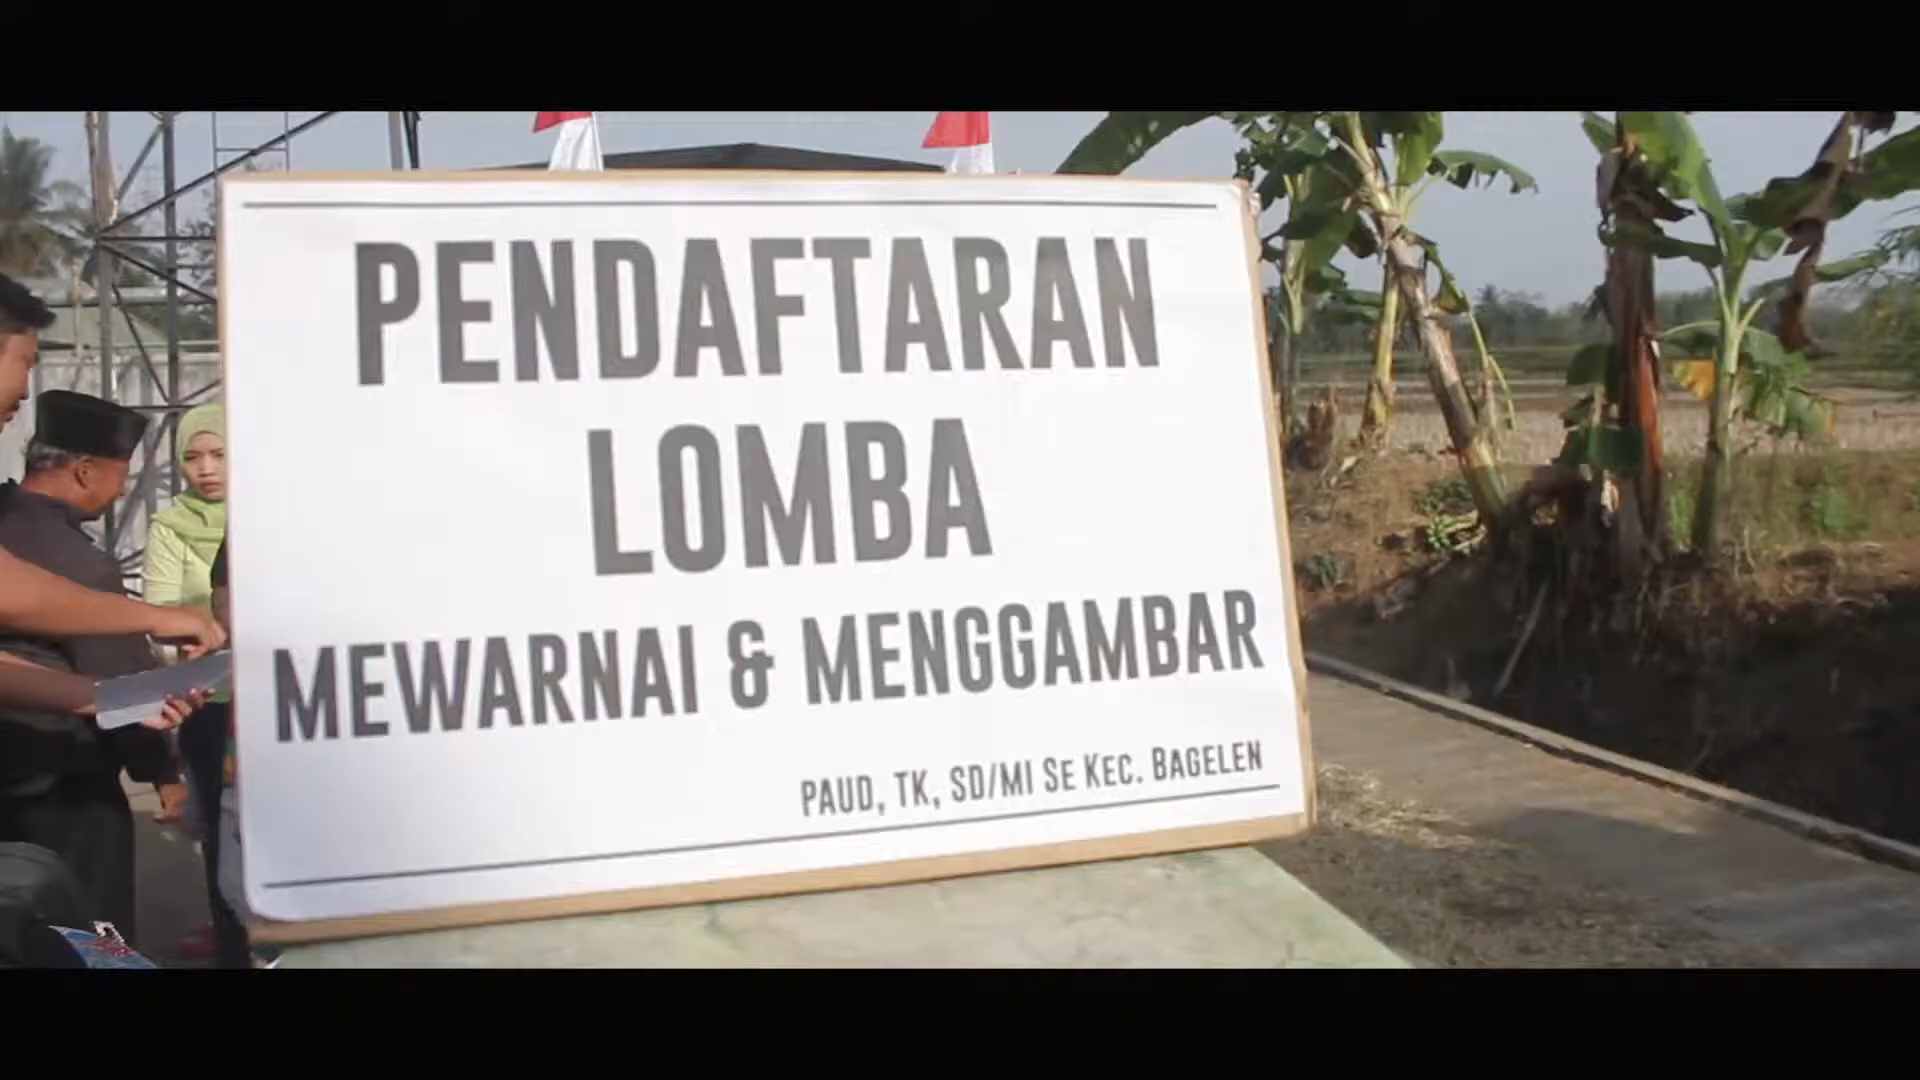 PENDAFTARAN
LOMBA
MEWARNAI & MENGGAMBAR
PAUD, TK, SD/MI SE KEC. BAGELEN